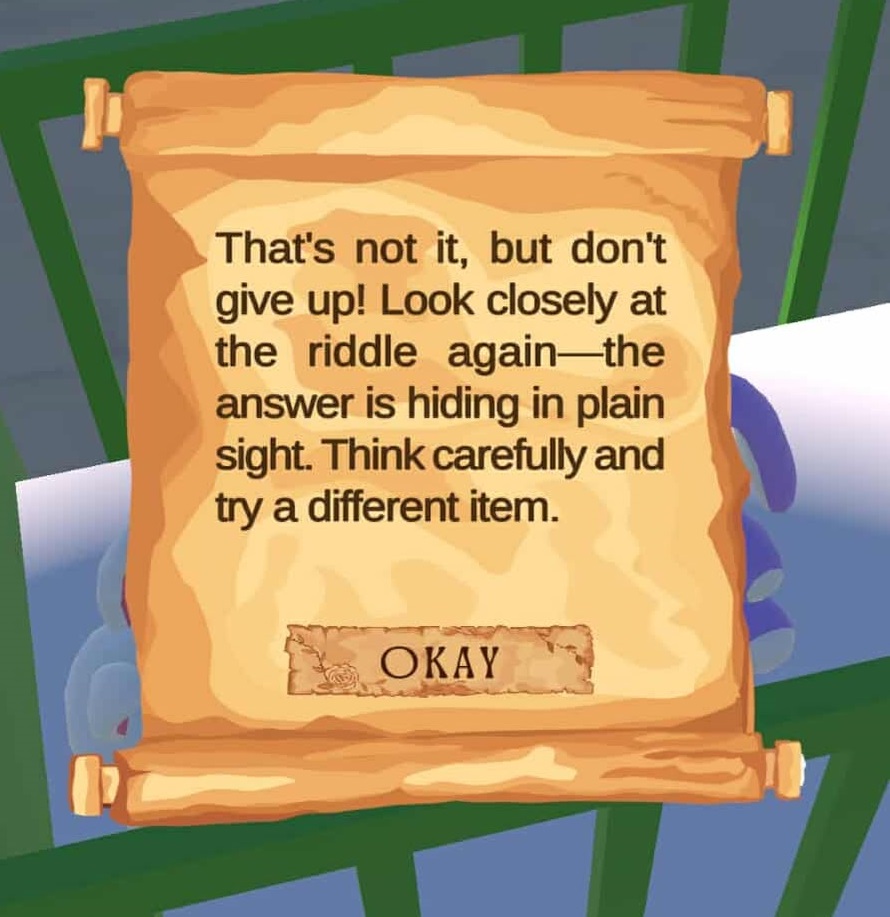 That's not it, but don't
give up! Look closely at
the riddle again—the
answer is hiding in plain
sight. Think carefully and
try a different item.
OKAY